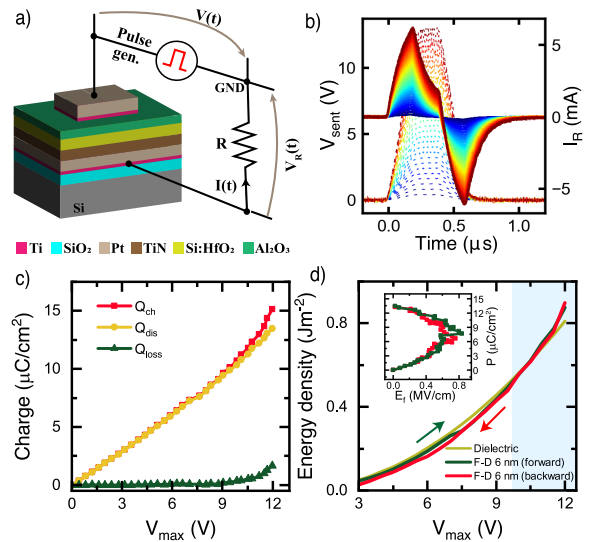 a)
V(t)
Pulse
gen.
GND
R
V_R(t)
I(t)
Si
Ti SiO₂ Pt TiN Si:HfO₂ Al₂O₃
b)
V_sent (V)
12
6
0
I_R (mA)
5
0
-5
0.0 0.5 1.0
Time (μs)
c)
Charge (μC/cm²)
15
10
5
0
Q_ch
Q_dis
Q_loss
0 3 6 9 12
V_max (V)
d)
Energy density (Jm⁻²)
0.8
0.4
0.0
P (μC/cm²)
15
12
9
6
3
0
0.0 0.4 0.8
E_f (MV/cm)
Dielectric
F-D 6 nm (forward)
F-D 6 nm (backward)
3 6 9 12
V_max (V)